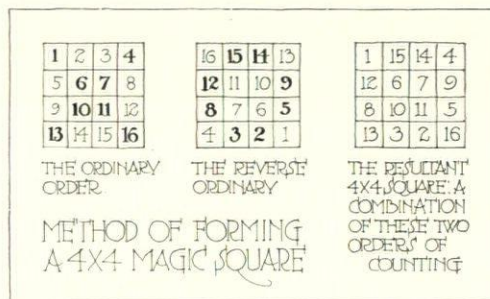 1 2 3 4
5 6 7 8
9 10 11 12
13 14 15 16
THE ORDINARY
ORDER
16 15 14 13
12 11 10 9
8 7 6 5
4 3 2 1
THE REVERSE
ORDINARY
1 15 14 4
12 6 7 9
8 10 11 5
13 3 2 16
THE RESULTANT
4X4 SQUARE: A
COMBINATION
OF THESE TWO
ORDERS OF
COUNTING
METHOD OF FORMING
A 4X4 MAGIC SQUARE